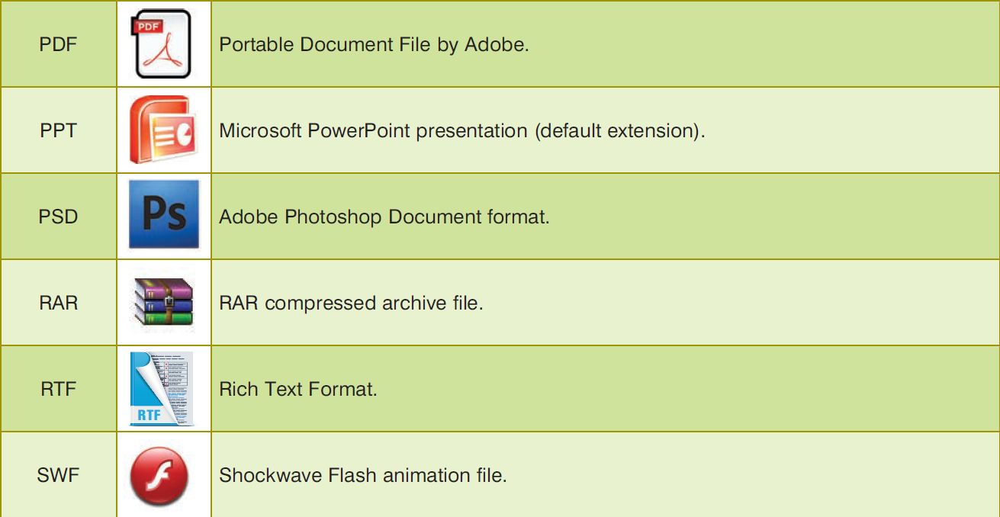 PDF PDF Portable Document File by Adobe.
PPT Microsoft PowerPoint presentation (default extension).
PSD Ps Adobe Photoshop Document format.
RAR RAR compressed archive file.
RTF RTF Rich Text Format.
SWF Shockwave Flash animation file.